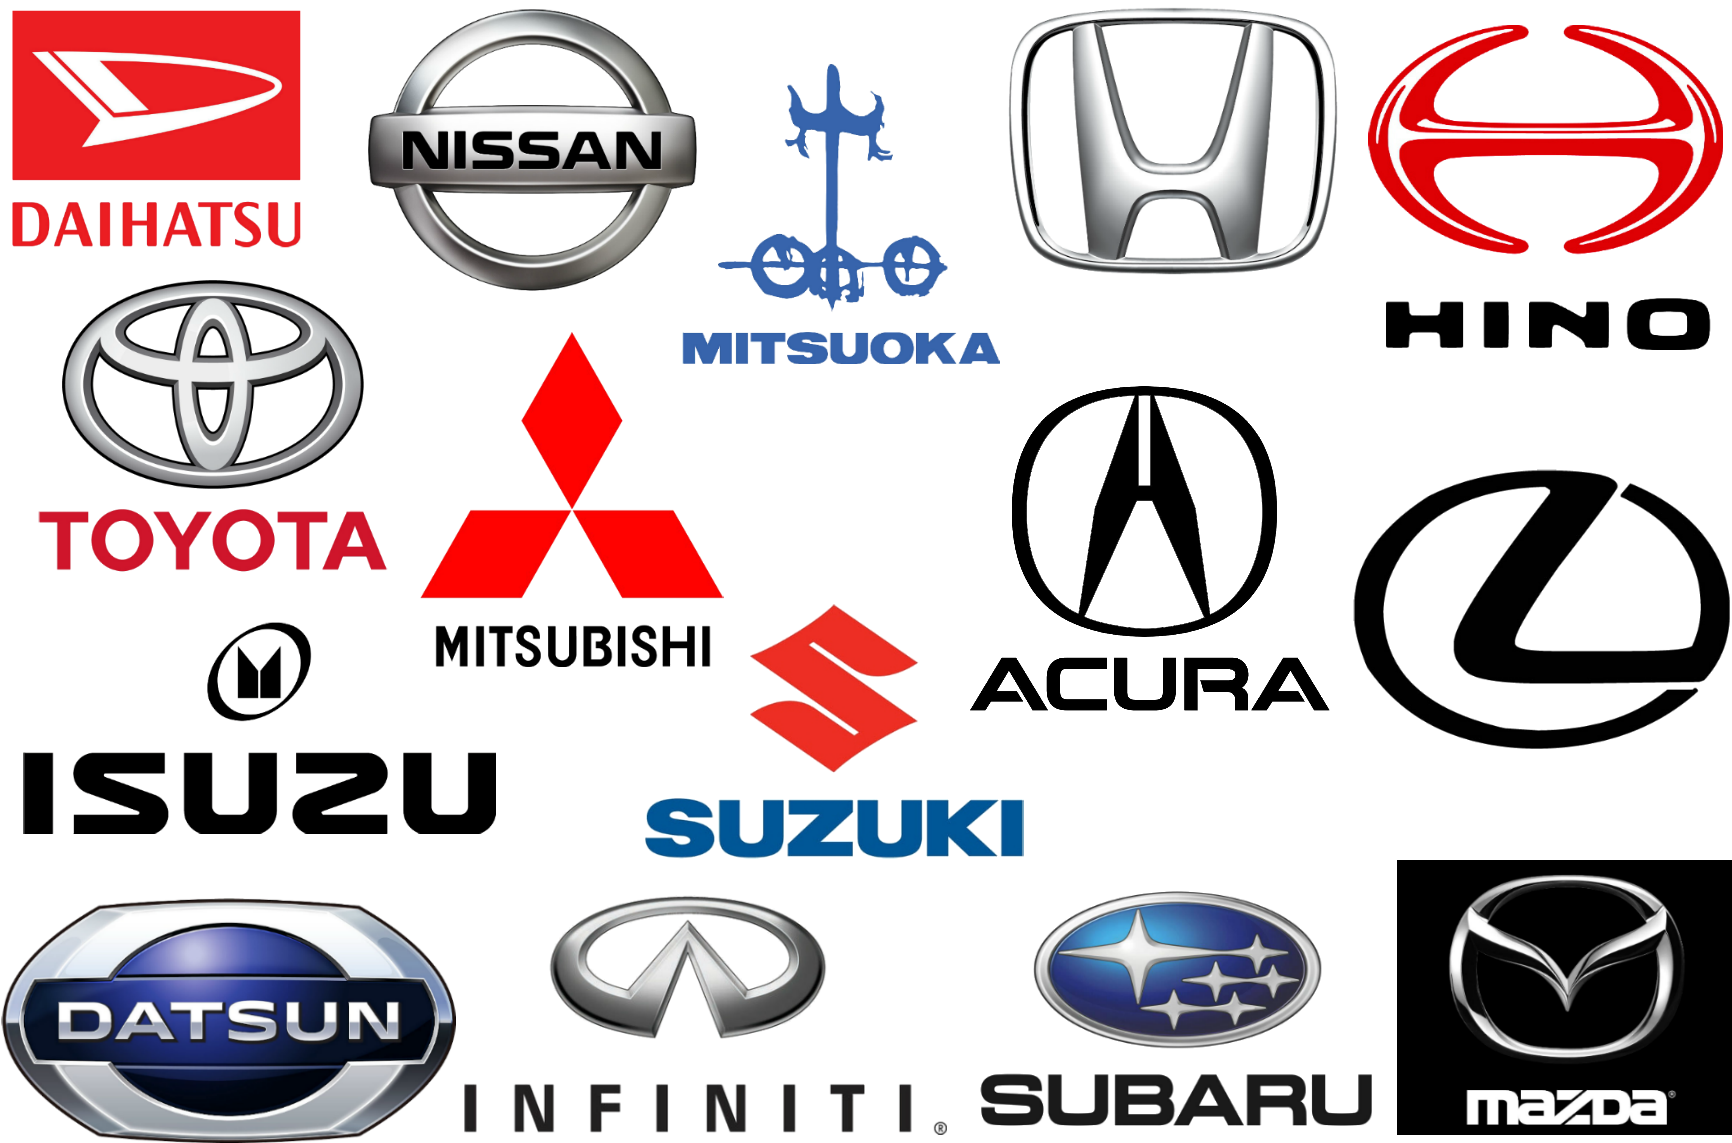 DAIHATSU
NISSAN
MITSUOKA
HINO
TOYOTA
MITSUBISHI
ACURA
ISUZU
SUZUKI
DATSUN
INFINITI®
SUBARU
mazda®